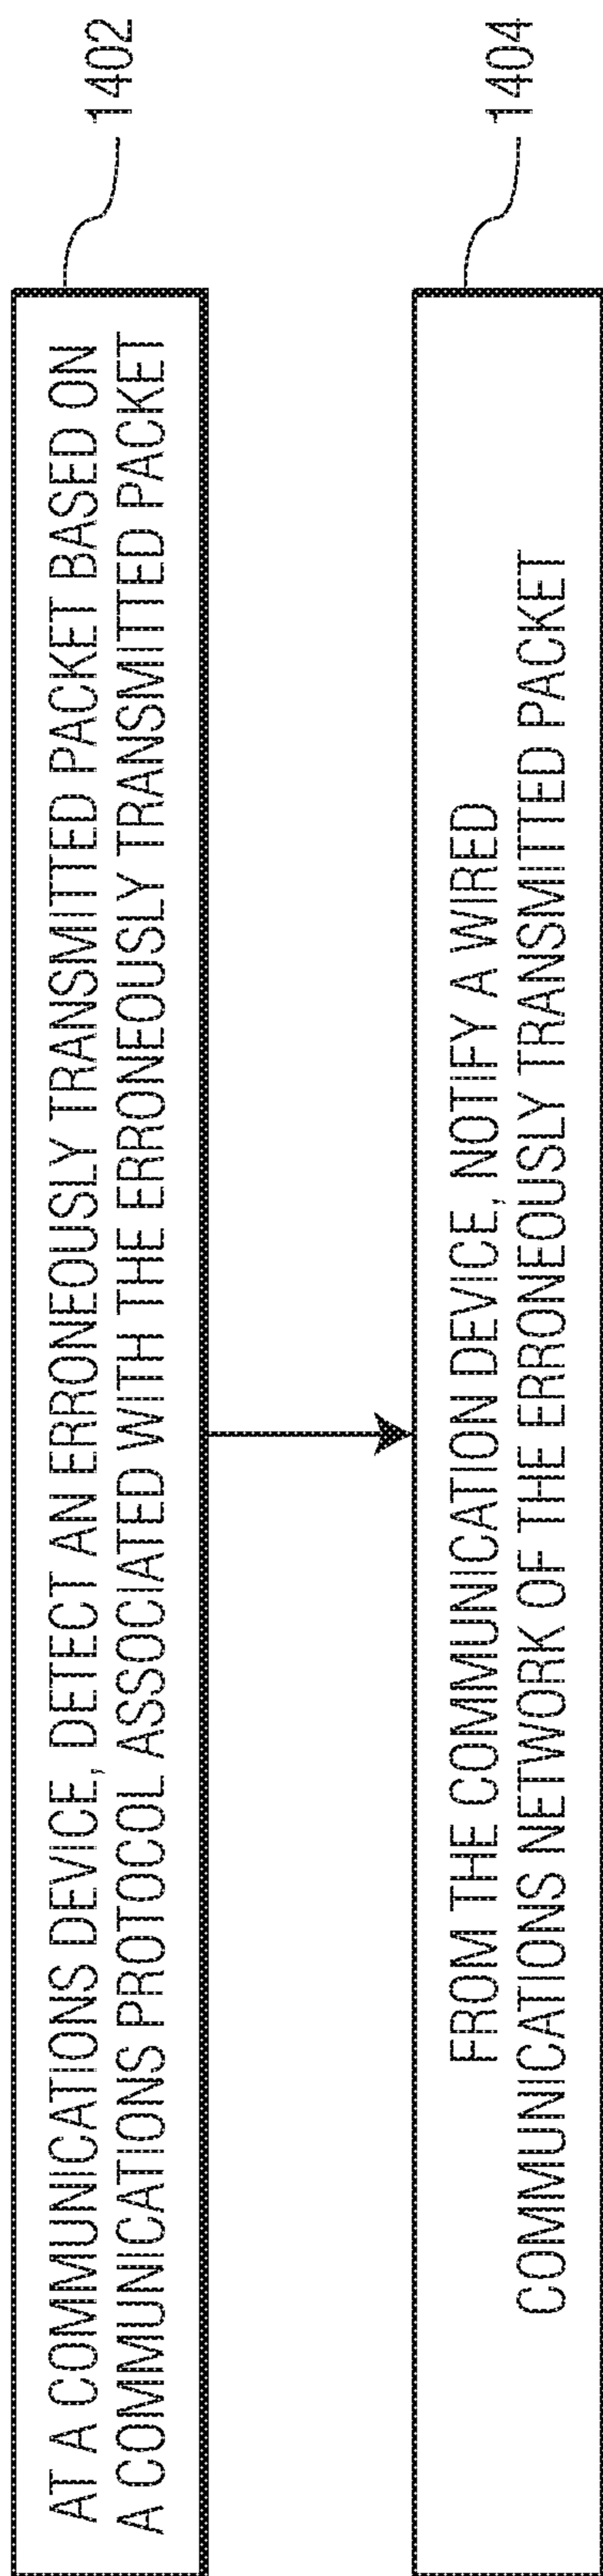 AT A COMMUNICATIONS DEVICE, DETECT AN ERRONEOUSLY TRANSMITTED PACKET BASED ON
A COMMUNICATIONS PROTOCOL ASSOCIATED WITH THE ERRONEOUSLY TRANSMITTED PACKET
1402
FROM THE COMMUNICATION DEVICE, NOTIFY A WIRED
COMMUNICATIONS NETWORK OF THE ERRONEOUSLY TRANSMITTED PACKET
1404